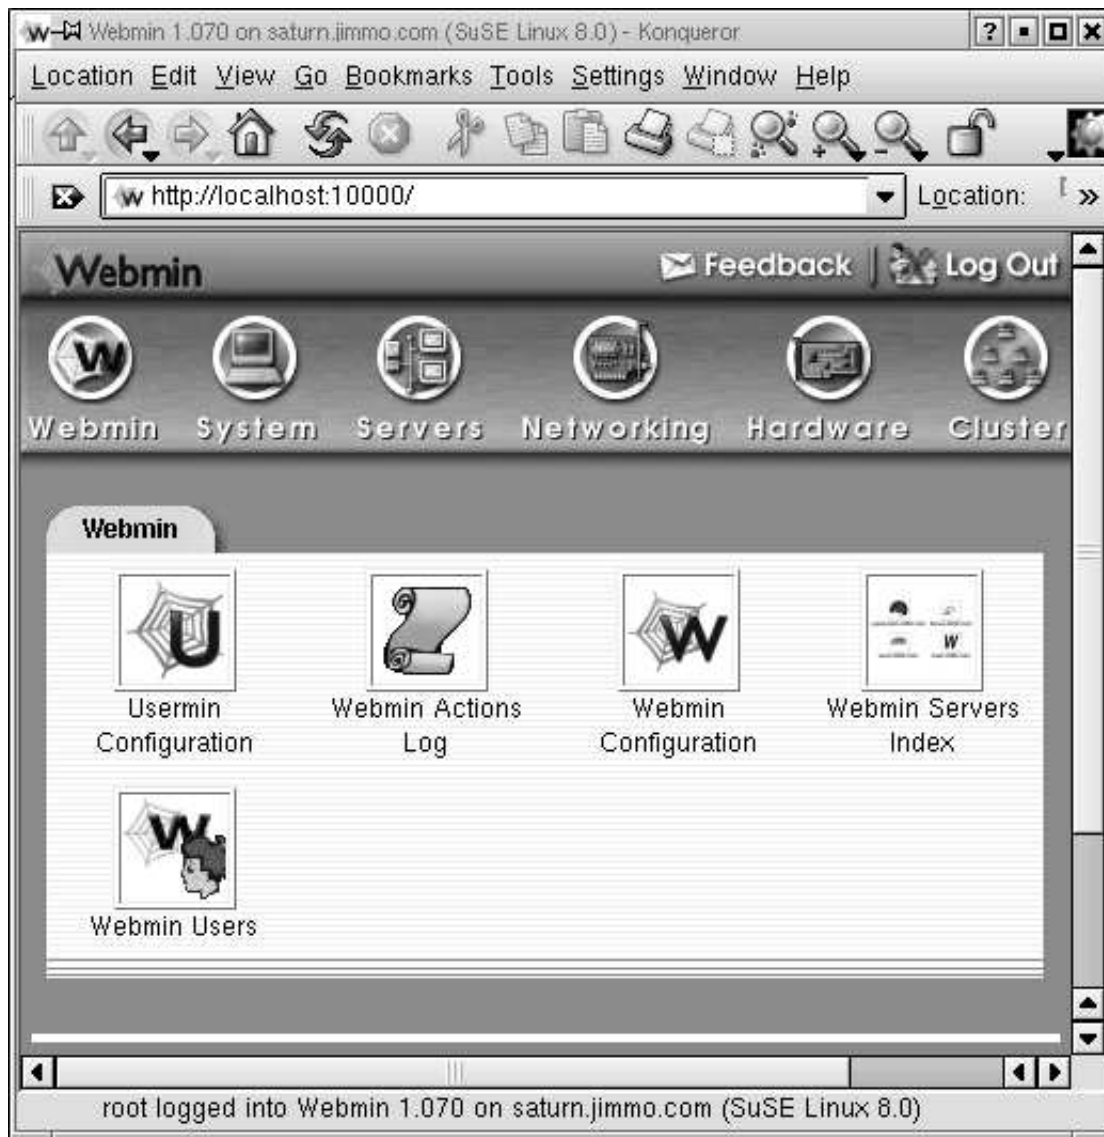 Webmin 1.070 on saturn.jimmo.com (SuSE Linux 8.0) - Konqueror
Location Edit View Go Bookmarks Tools Settings Window Help
http://localhost:10000/ Location:
Webmin Feedback Log Out
Webmin System Servers Networking Hardware Cluster
Webmin
Usermin Configuration
Webmin Actions Log
Webmin Configuration
Webmin Servers Index
Webmin Users
root logged into Webmin 1.070 on saturn.jimmo.com (SuSE Linux 8.0)